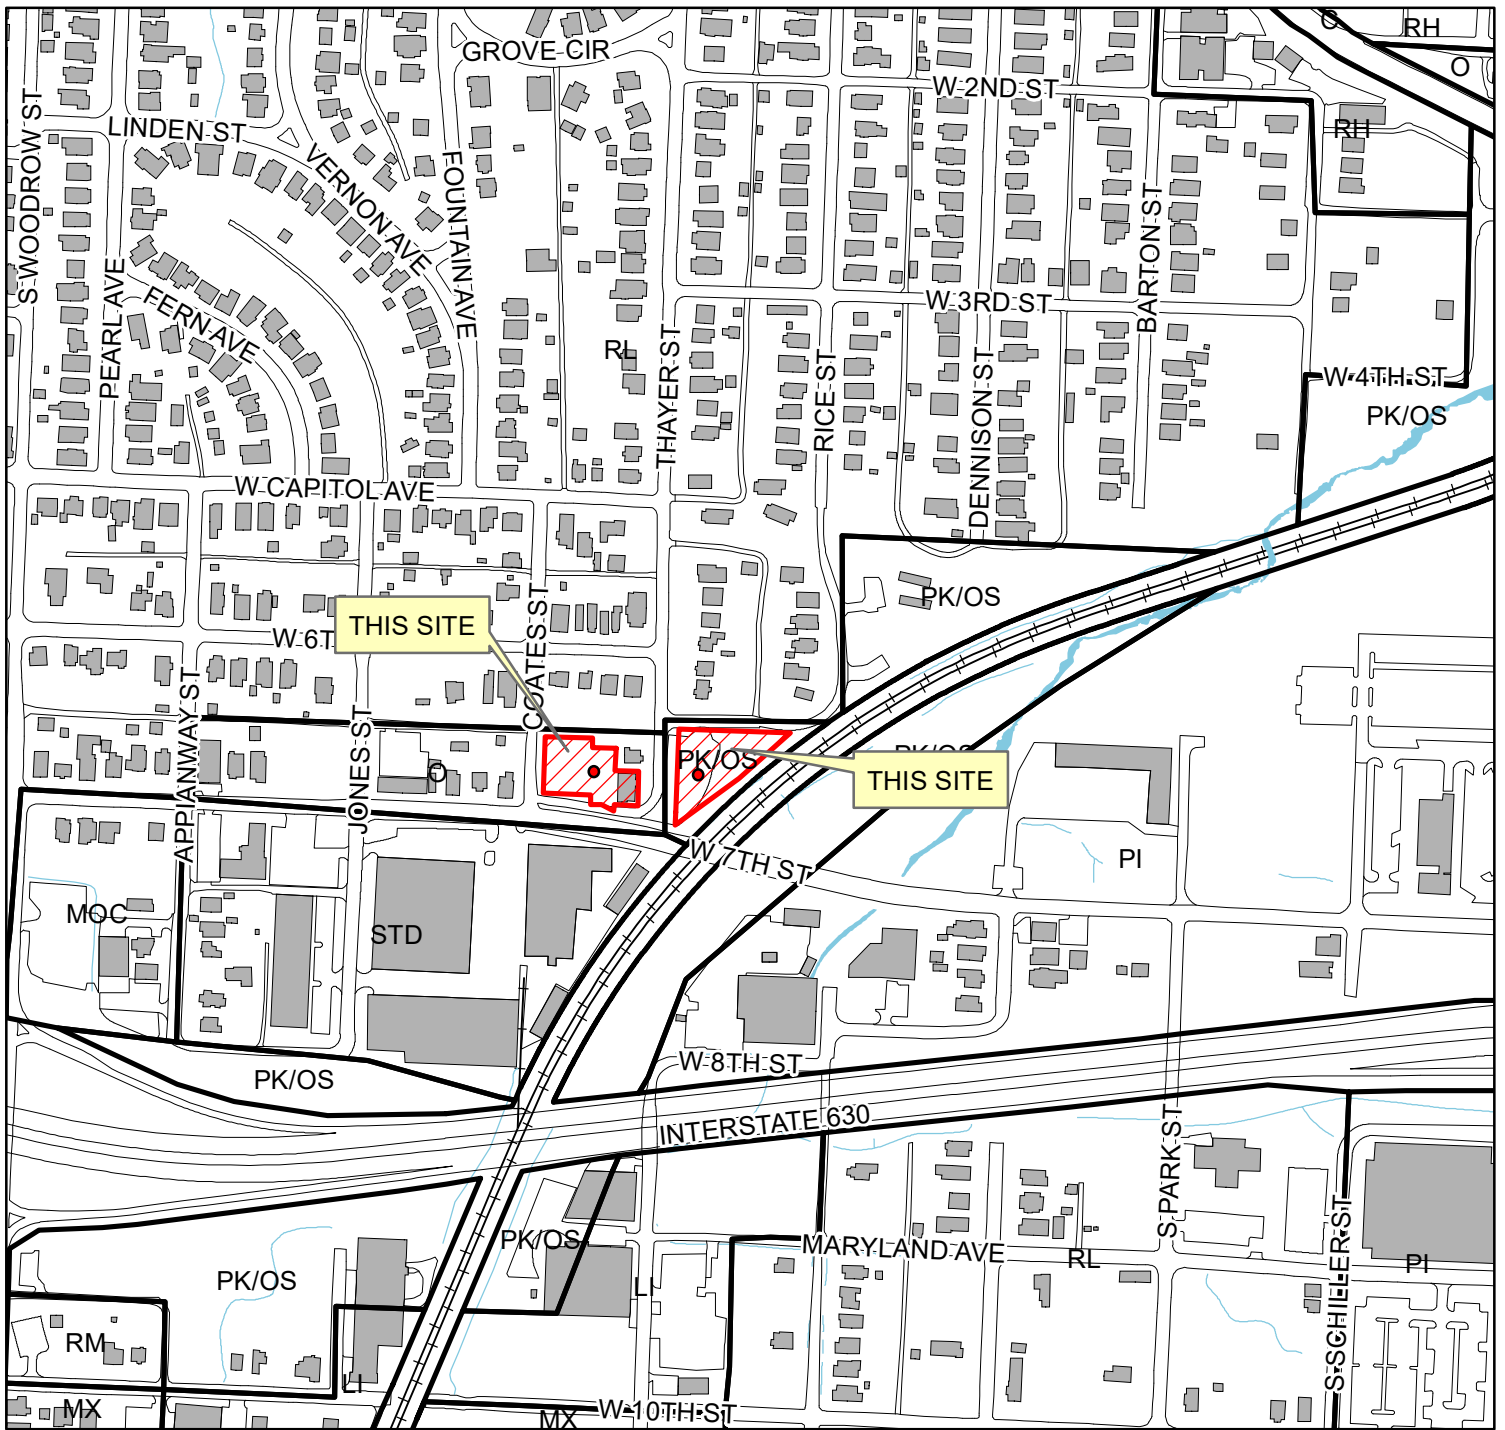 C
RH
O
GROVE CIR
W 2ND ST
S WOODROW ST
LINDEN ST
RH
VERNON AVE
FOUNTAIN AVE
BARTON ST
PEARL AVE
FERN AVE
W 3RD ST
RL
THAYER ST
RICE ST
DENNISON ST
W 4TH ST
PK/OS
W CAPITOL AVE
COATES ST
PK/OS
THIS SITE
W 6T
APPIANWAY ST
JONES ST
O
PK/OS
PK/OS
THIS SITE
W 7TH ST
PI
MOC
STD
W 8TH ST
PK/OS
INTERSTATE 630
S PARK ST
S SCHILLER ST
PK/OS
MARYLAND AVE
RL
PI
PK/OS
LI
RM
LI
MX
MX
W 10TH ST